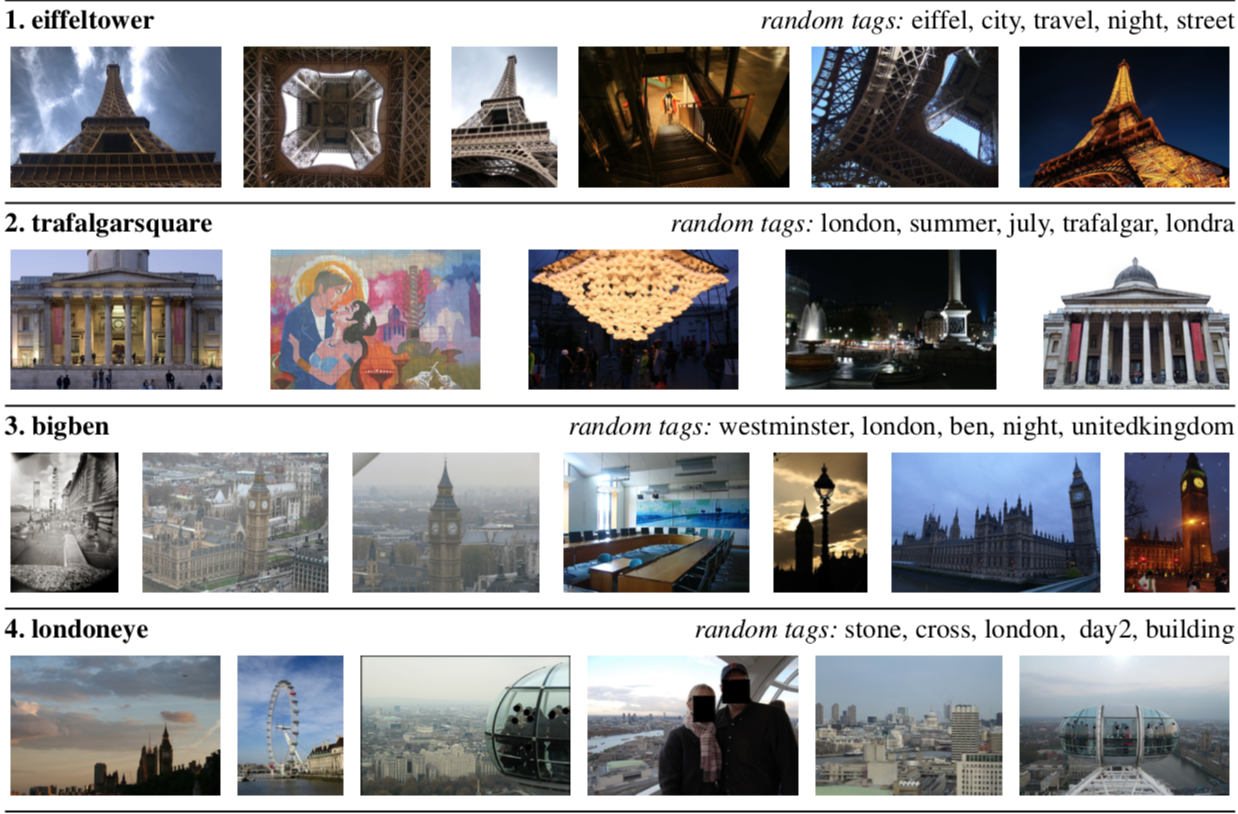 1. eiffeltower random tags: eiffel, city, travel, night, street
2. trafalgarsquare random tags: london, summer, july, trafalgar, londra
3. bigben random tags: westminster, london, ben, night, unitedkingdom
4. londoneye random tags: stone, cross, london, day2, building